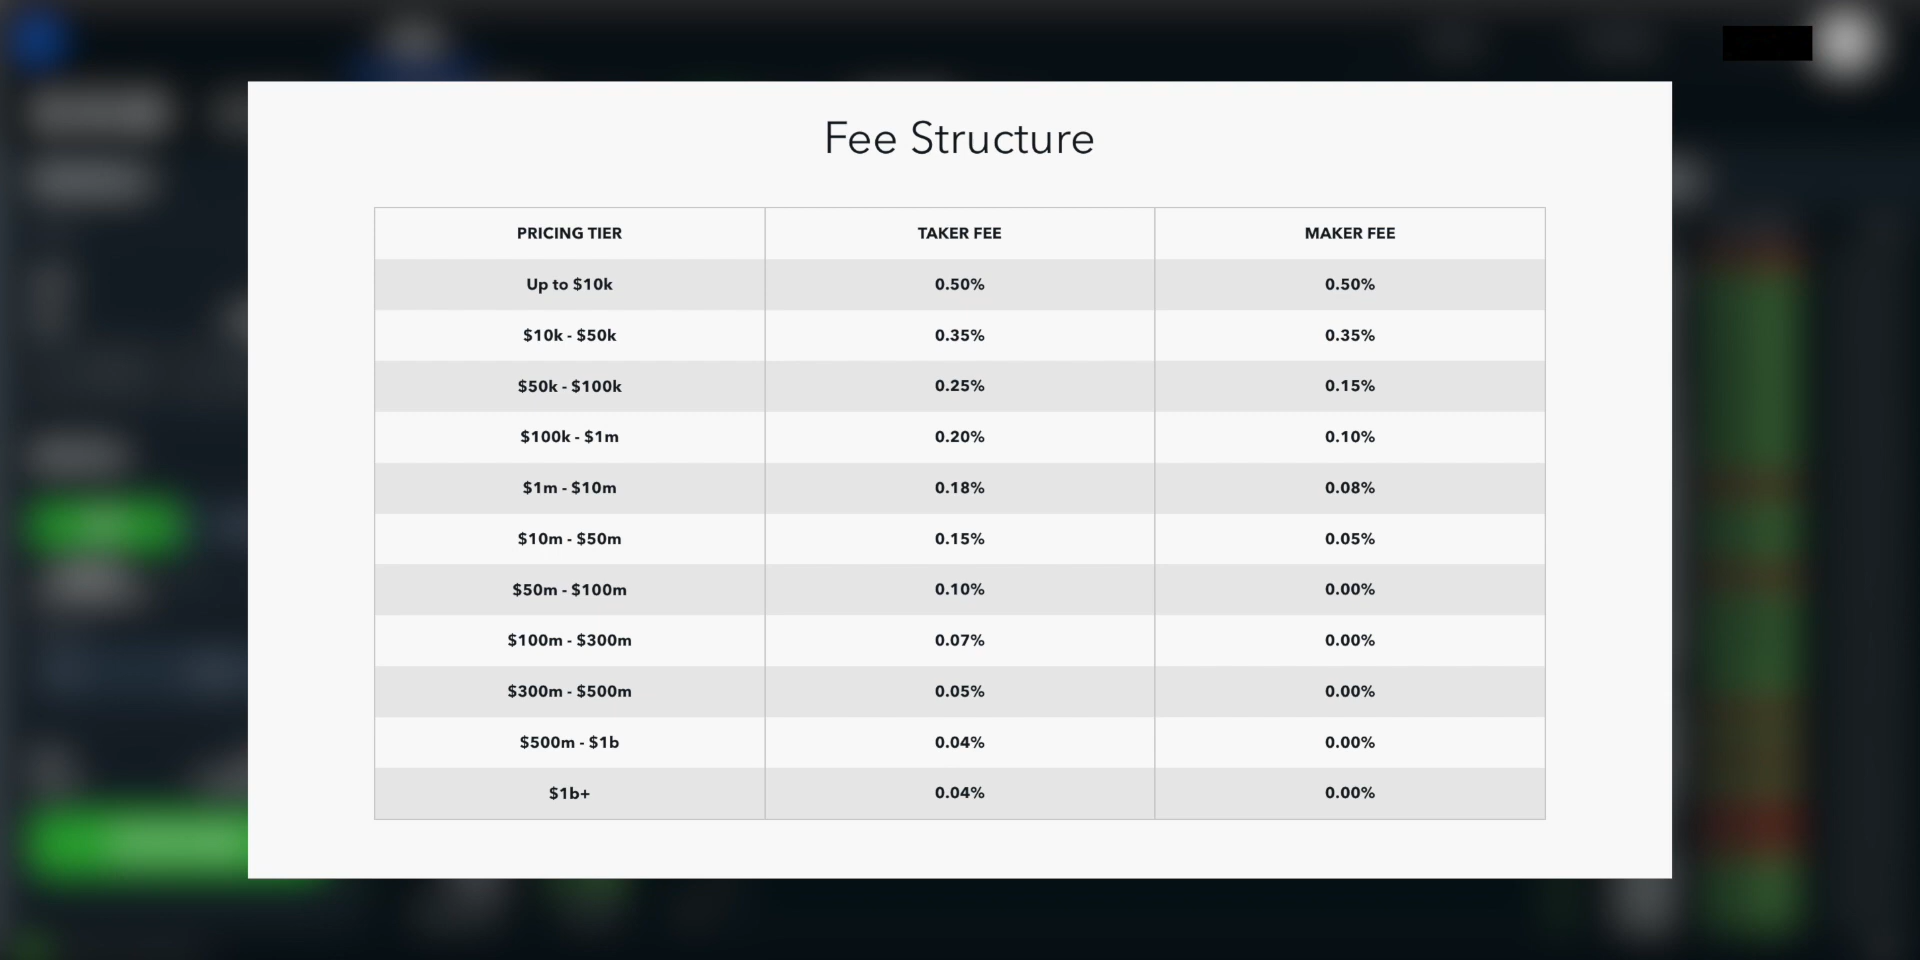 Fee Structure
PRICING TIER TAKER FEE MAKER FEE
Up to $10k 0.50% 0.50%
$10k - $50k 0.35% 0.35%
$50k - $100k 0.25% 0.15%
$100k - $1m 0.20% 0.10%
$1m - $10m 0.18% 0.08%
$10m - $50m 0.15% 0.05%
$50m - $100m 0.10% 0.00%
$100m - $300m 0.07% 0.00%
$300m - $500m 0.05% 0.00%
$500m - $1b 0.04% 0.00%
$1b+ 0.04% 0.00%